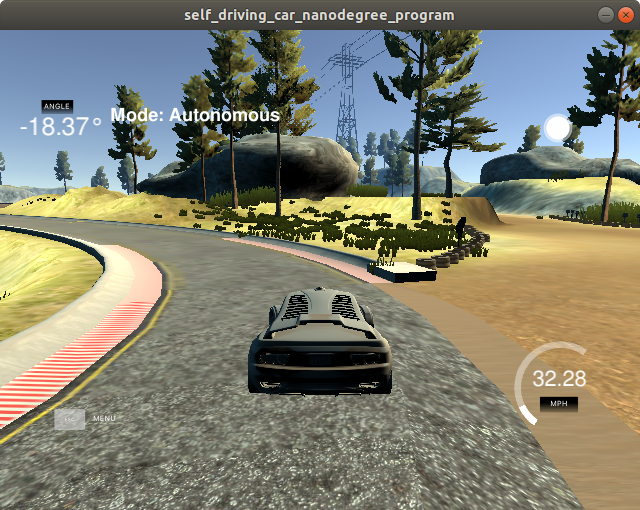 self_driving_car_nanodegree_program
ANGLE
-18.37°
Mode: Autonomous
32.28
MPH
MENU